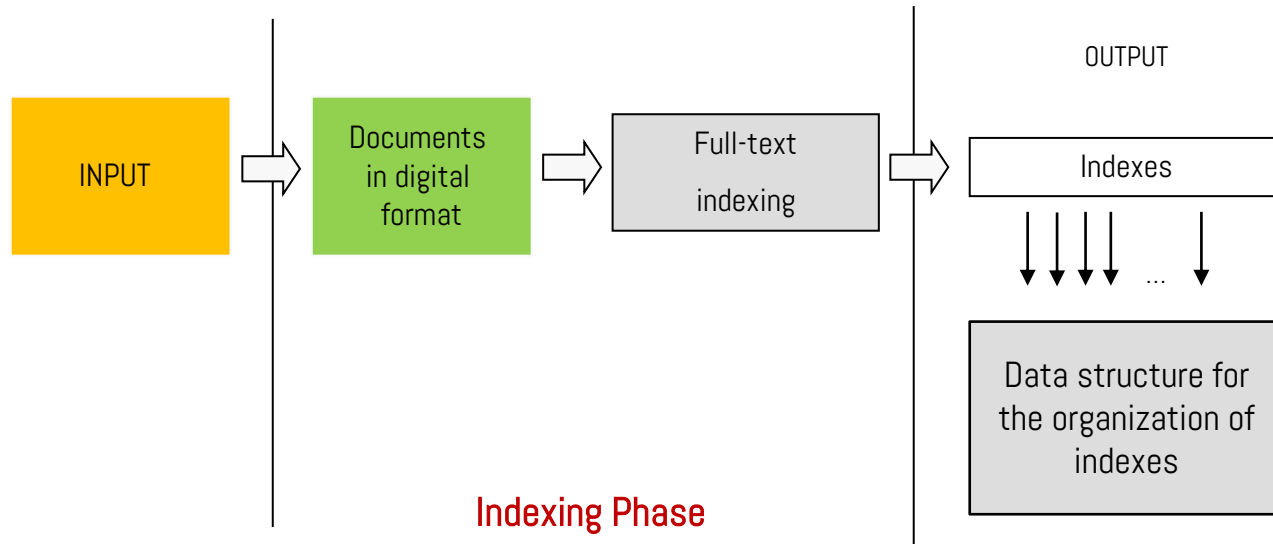 INPUT
Documents
in digital
format
Full-text
indexing
OUTPUT
Indexes
...
Data structure for
the organization of
indexes
Indexing Phase